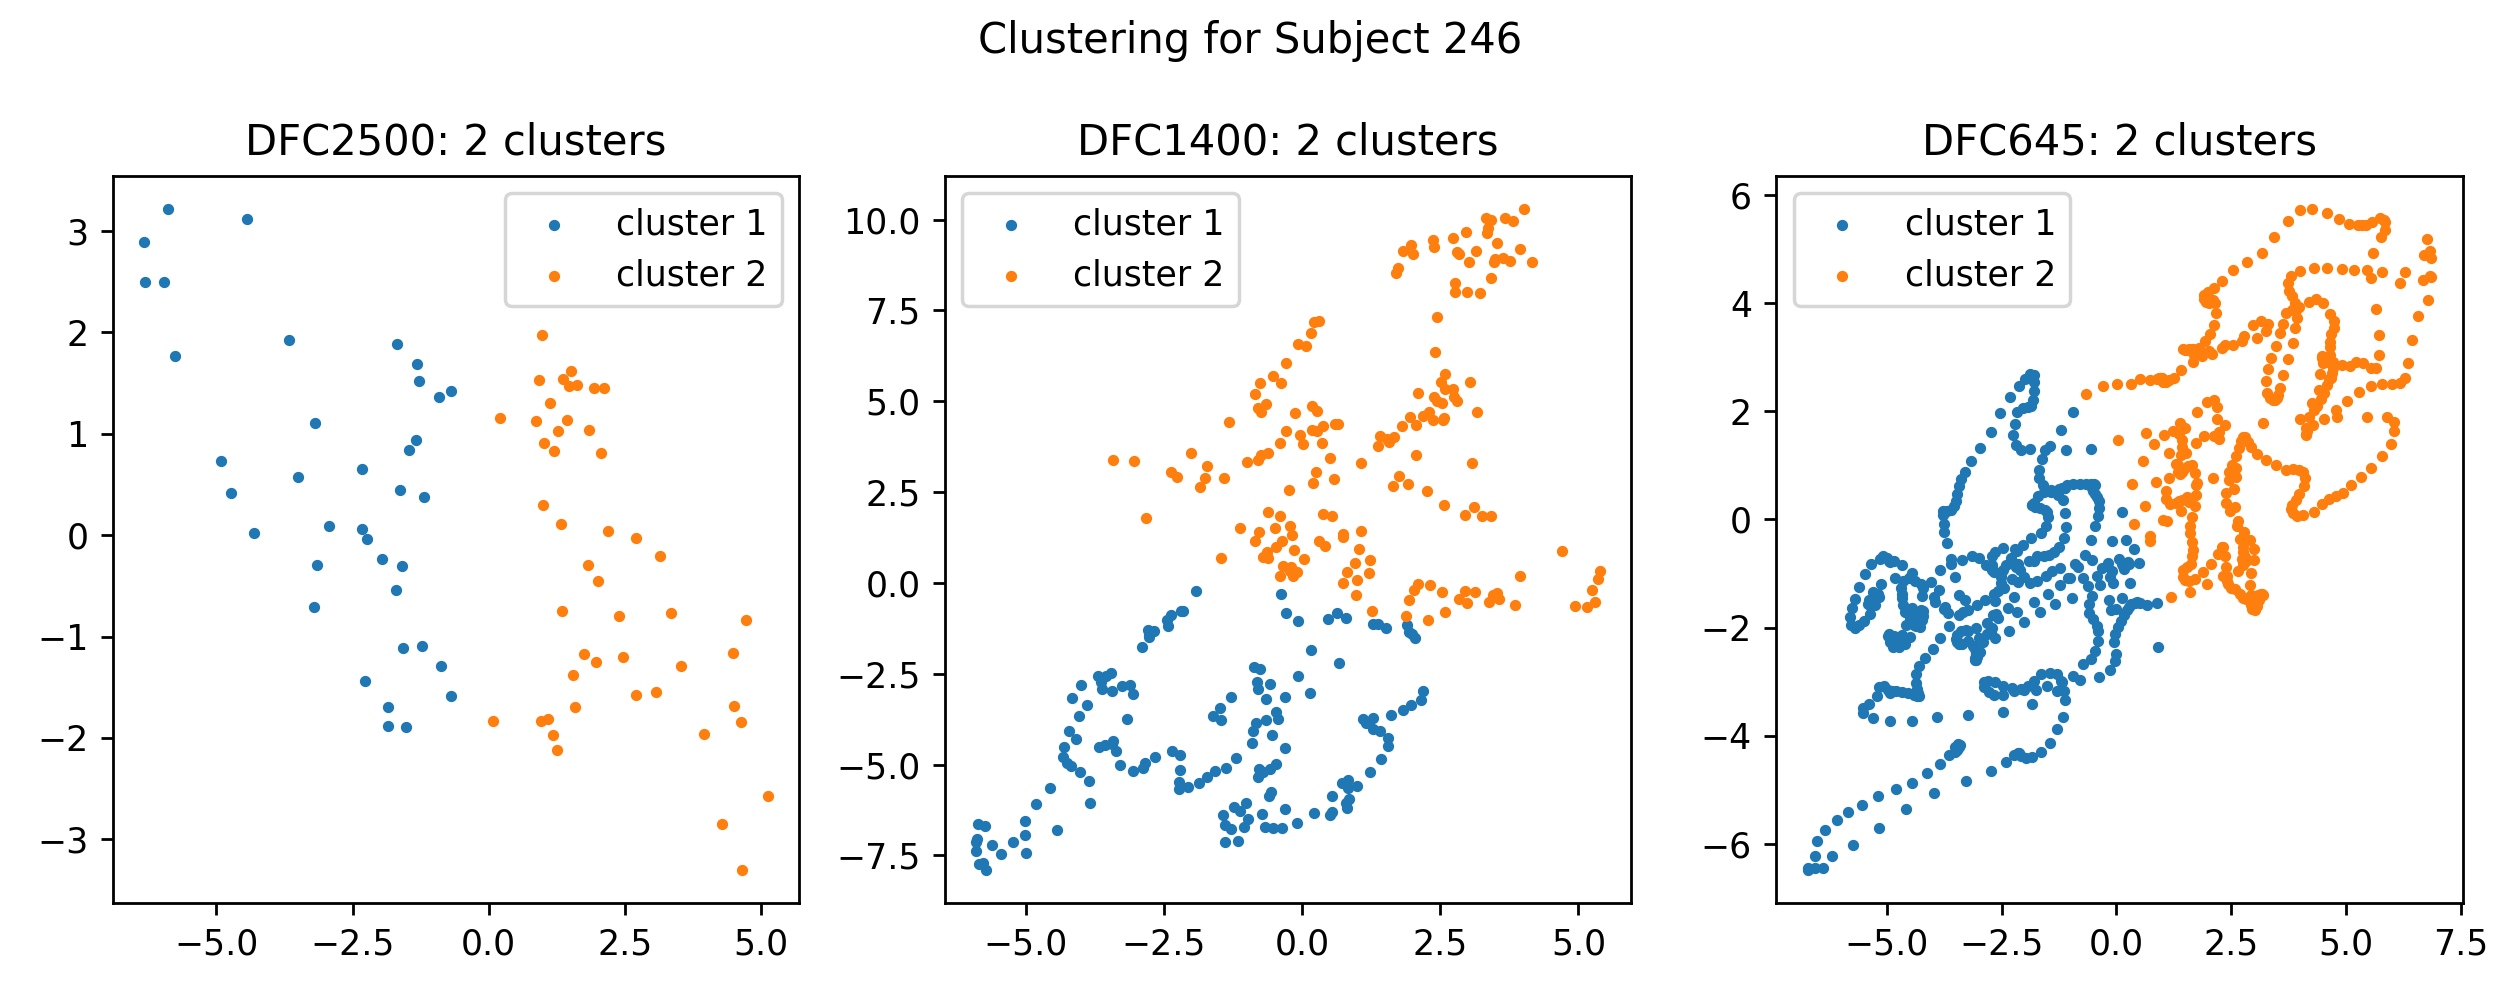 Clustering for Subject 246
DFC2500: 2 clusters
cluster 1
cluster 2
3
2
1
0
−1
−2
−3
−5.0 −2.5 0.0 2.5 5.0
DFC1400: 2 clusters
cluster 1
cluster 2
10.0
7.5
5.0
2.5
0.0
−2.5
−5.0
−7.5
−5.0 −2.5 0.0 2.5 5.0
DFC645: 2 clusters
cluster 1
cluster 2
6
4
2
0
−2
−4
−6
−5.0 −2.5 0.0 2.5 5.0 7.5